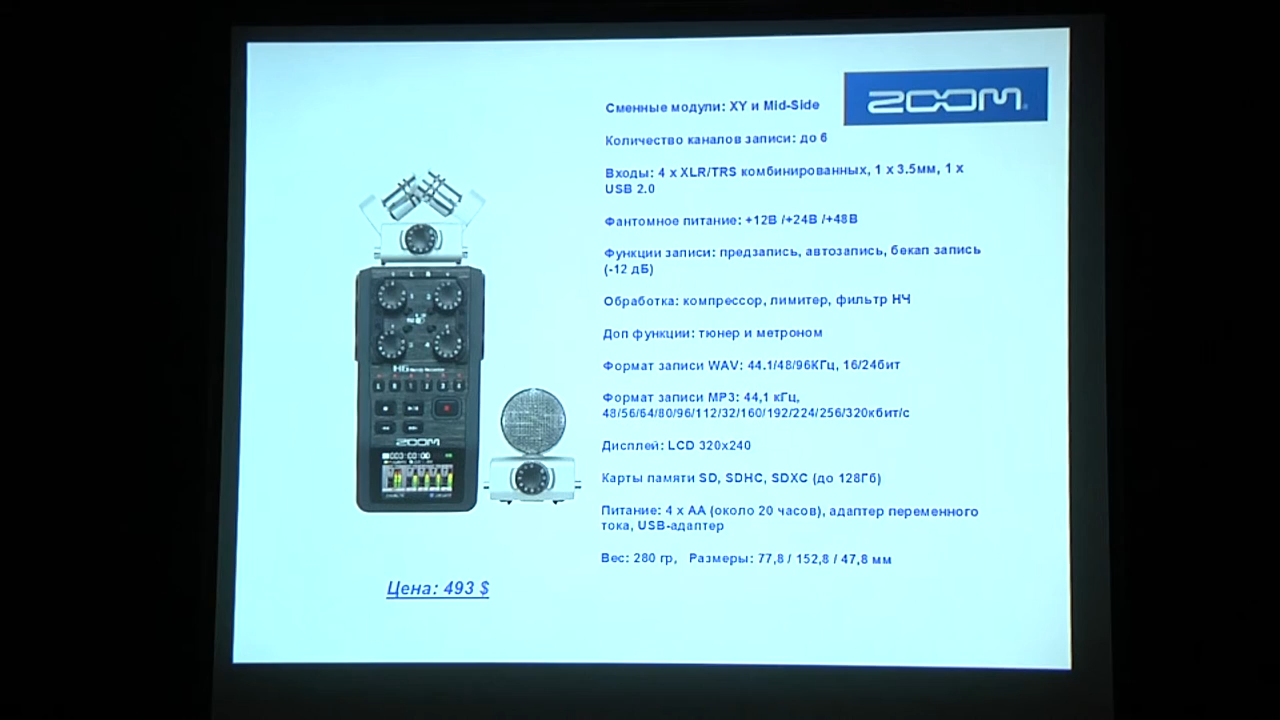 ZOOM
Сменные модули: XY и Mid-Side
Количество каналов записи: до 6
Входы: 4 x XLR/TRS комбинированных, 1 x 3.5мм, 1 x
USB 2.0
Фантомное питание: +12В /+24В /+48В
Функции записи: предзапись, автозапись, бекап запись
(-12 дБ)
Обработка: компрессор, лимитер, фильтр НЧ
Доп функции: тюнер и метроном
Формат записи WAV: 44.1/48/96КГц, 16/24бит
Формат записи MP3: 44,1 кГц,
48/56/64/80/96/112/32/160/192/224/256/320кбит/с
Дисплей: LCD 320x240
Карты памяти SD, SDHC, SDXC (до 128Гб)
Питание: 4 x AA (около 20 часов), адаптер переменного
тока, USB-адаптер
Вес: 280 гр, Размеры: 77,8 / 152,8 / 47,8 мм
H6
L R 1 2 3 4
ZOOM
Цена: 493 $